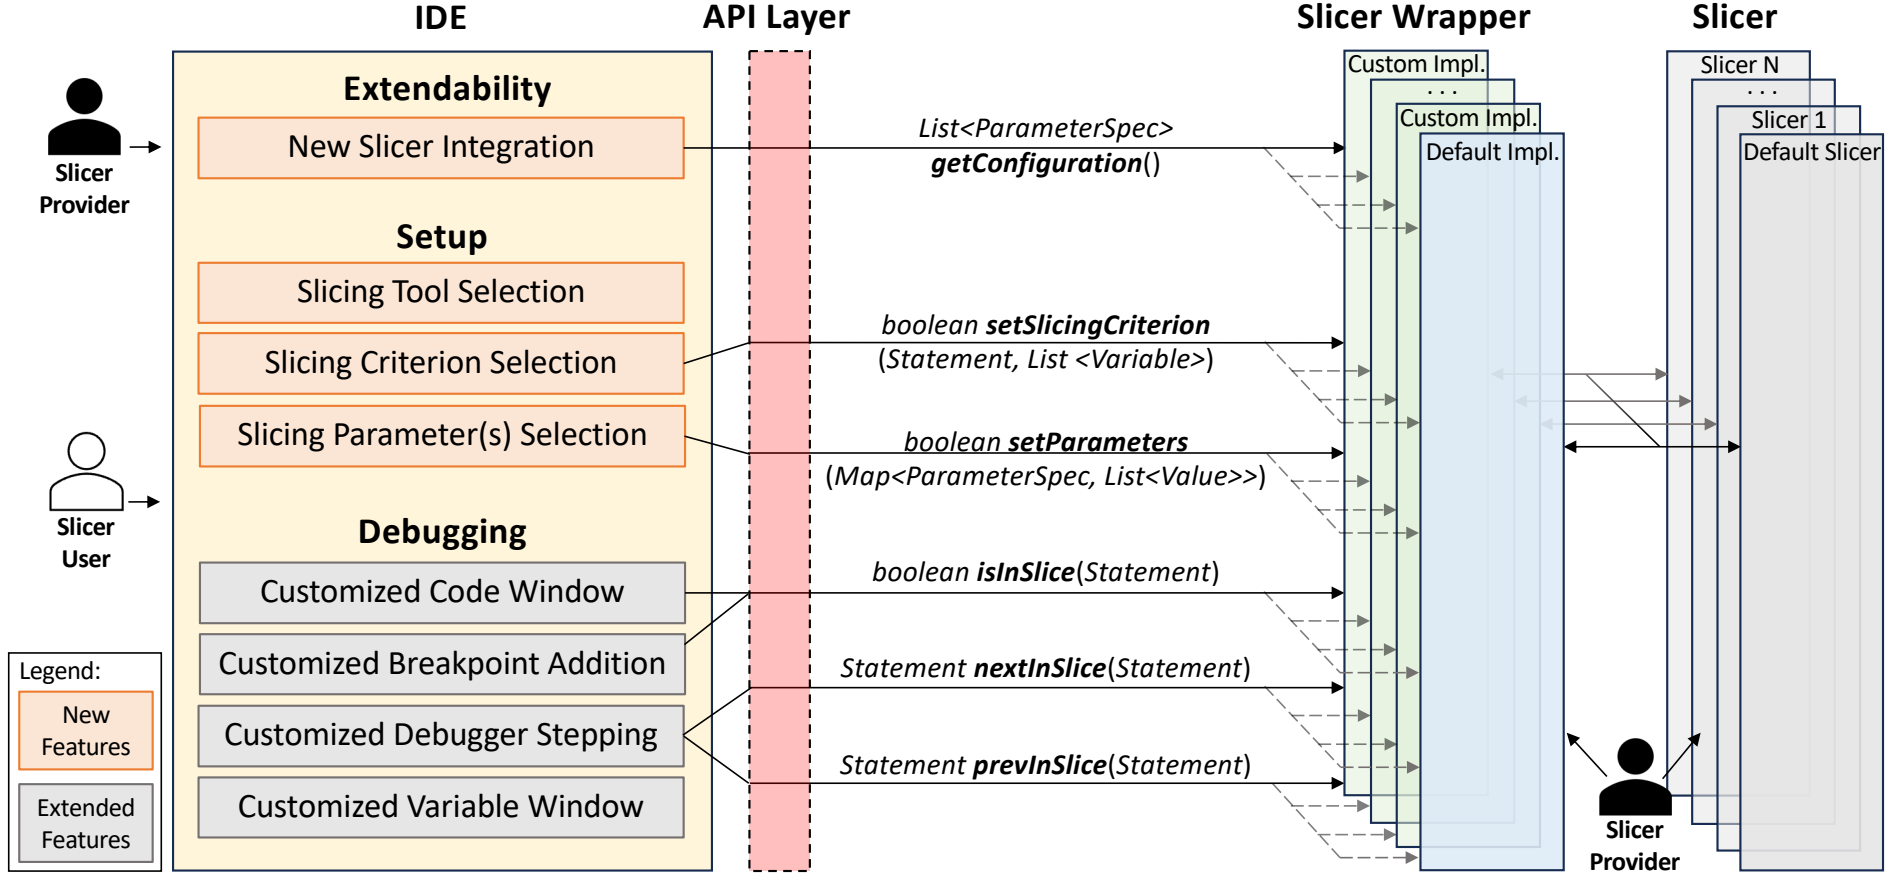 IDE
API Layer
Slicer Wrapper
Slicer
Slicer
Provider
Slicer
User
Legend:
New
Features
Extended
Features
Extendability
New Slicer Integration
Setup
Slicing Tool Selection
Slicing Criterion Selection
Slicing Parameter(s) Selection
Debugging
Customized Code Window
Customized Breakpoint Addition
Customized Debugger Stepping
Customized Variable Window
List<ParameterSpec>
getConfiguration()
boolean setSlicingCriterion
(Statement, List <Variable>)
boolean setParameters
(Map<ParameterSpec, List<Value>>)
boolean isInSlice(Statement)
Statement nextInSlice(Statement)
Statement prevInSlice(Statement)
Custom Impl.
. . .
Custom Impl.
Default Impl.
Slicer N
. . .
Slicer 1
Default Slicer
Slicer
Provider